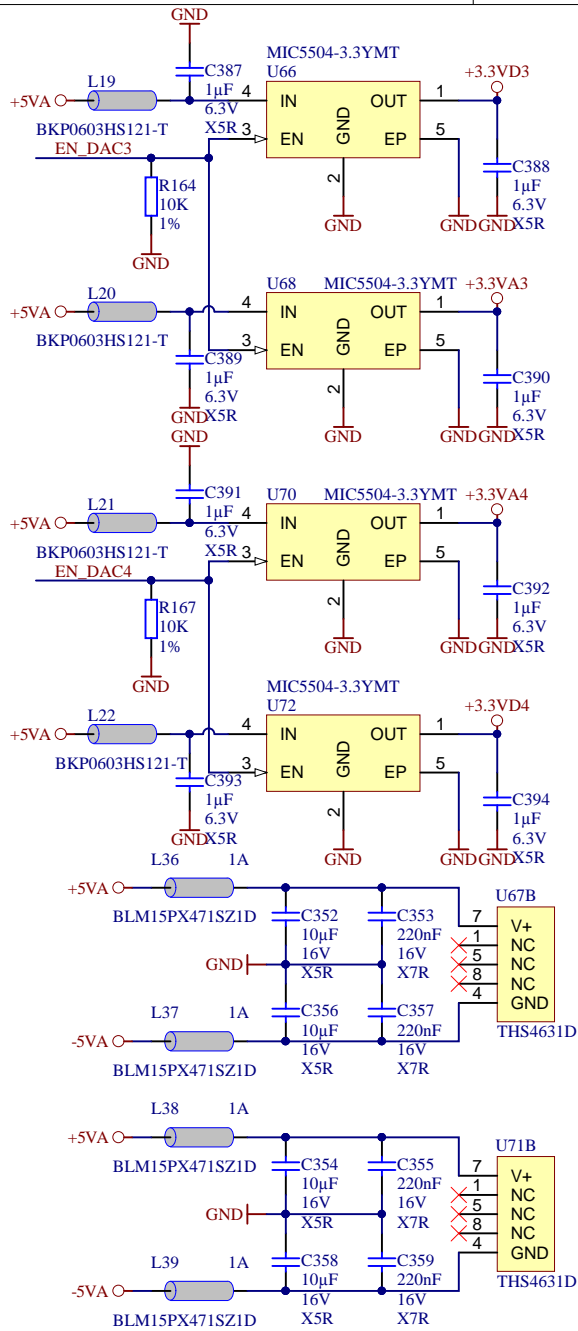 GND
L19
C387
1µF
6.3V
X5R
MIC5504-3.3YMT
U66
+3.3VD3
+5VA
4 IN
OUT 1
BKP0603HS121-T
3 EN
GND
EP 5
EN_DAC3
2
R164
10K
1%
C388
1µF
6.3V
X5R
GND
GND
GND
GND
L20
U68
MIC5504-3.3YMT
+3.3VA3
+5VA
4 IN
OUT 1
BKP0603HS121-T
3 EN
GND
EP 5
C389
1µF
6.3V
X5R
2
C390
1µF
6.3V
X5R
GND
GND
GND
GND
GND
L21
C391
1µF
6.3V
X5R
U70
MIC5504-3.3YMT
+3.3VA4
+5VA
4 IN
OUT 1
BKP0603HS121-T
3 EN
GND
EP 5
EN_DAC4
2
R167
10K
1%
C392
1µF
6.3V
X5R
GND
GND
GND
GND
MIC5504-3.3YMT
L22
U72
+3.3VD4
+5VA
4 IN
OUT 1
BKP0603HS121-T
3 EN
GND
EP 5
C393
1µF
6.3V
X5R
2
C394
1µF
6.3V
X5R
GND
GND
GND
GND
L36 1A
+5VA
BLM15PX471SZ1D
C352
10µF
16V
X5R
C353
220nF
16V
X7R
U67B
7 V+
1 NC
5 NC
8 NC
4 GND
THS4631D
GND
L37 1A
C356
10µF
16V
X5R
C357
220nF
16V
X7R
-5VA
BLM15PX471SZ1D
L38 1A
+5VA
BLM15PX471SZ1D
C354
10µF
16V
X5R
C355
220nF
16V
X7R
U71B
7 V+
1 NC
5 NC
8 NC
4 GND
THS4631D
GND
L39 1A
C358
10µF
16V
X5R
C359
220nF
16V
X7R
-5VA
BLM15PX471SZ1D